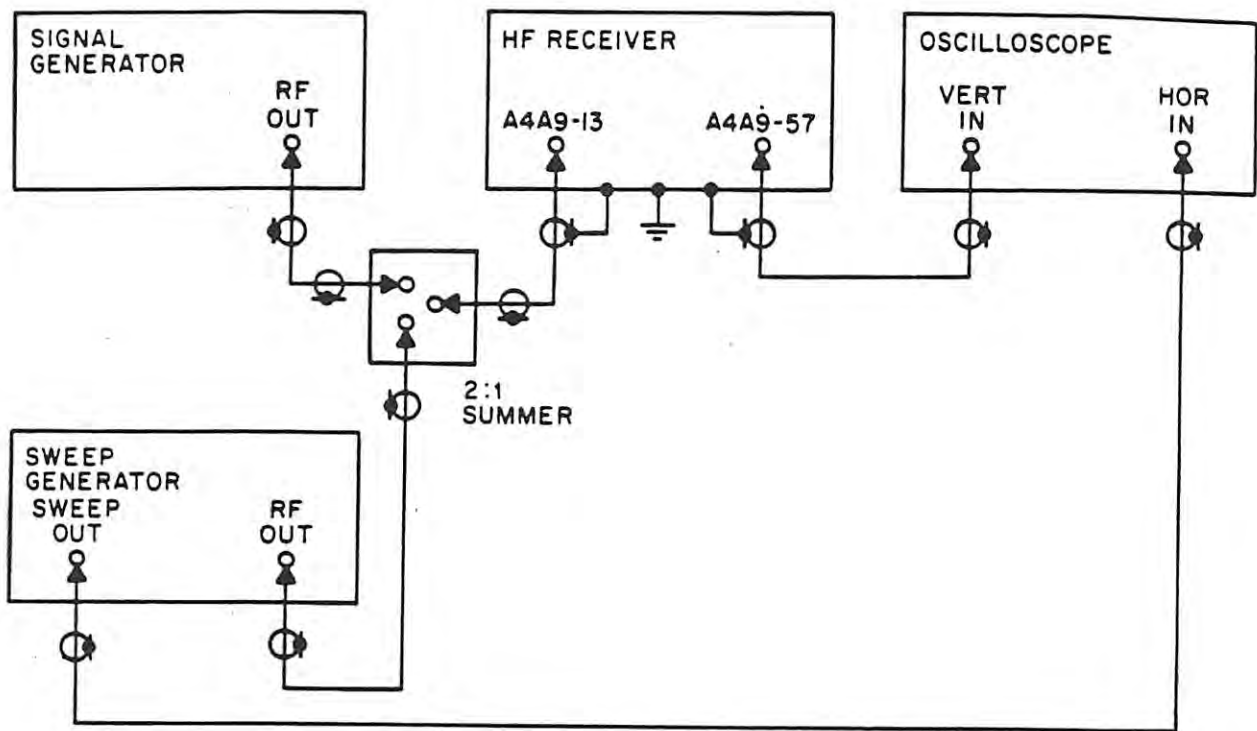 SIGNAL
GENERATOR
RF
OUT
HF RECEIVER
A4A9-13
A4A9-57
OSCILLOSCOPE
VERT
IN
HOR
IN
2:1
SUMMER
SWEEP
GENERATOR
SWEEP
OUT
RF
OUT